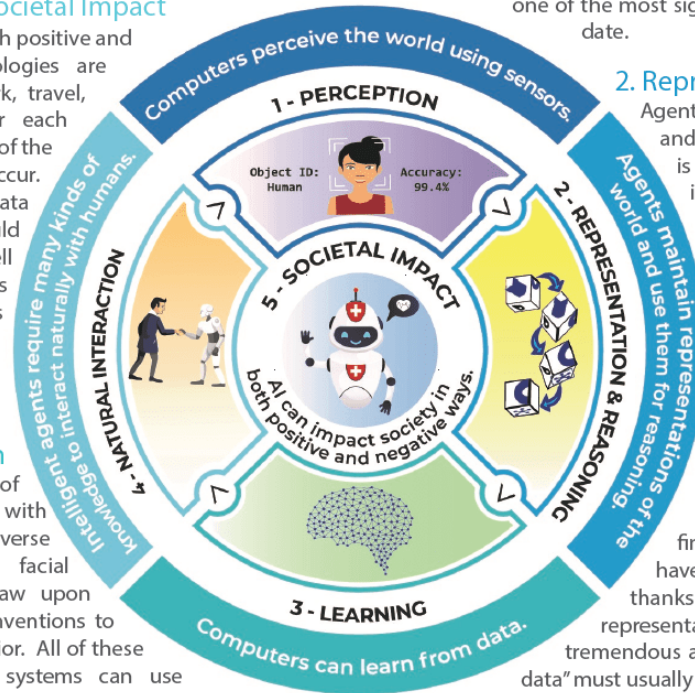 ocietal Impact
h positive and
ologies are
k, travel,
r each
of the
ccur.
ata
uld
ell
s
s
n
of
with
verse
facial
aw upon
nventions to
ior. All of these
systems can use
one of the most sig
date.
2. Repr
Agent
and
is
i
fin
have
thanks
representa
tremendous a
data” must usually
Computers perceive the world using sensors.
1 - PERCEPTION
Object ID:
Human
Accuracy:
99.4%
Agents maintain representations of the
world and use them for reasoning.
2 - REPRESENTATION & REASONING
3 - LEARNING
Computers can learn from data.
Intelligent agents require many kinds of
knowledge to interact naturally with humans.
4 - NATURAL INTERACTION
5 - SOCIETAL IMPACT
AI can impact society in
both positive and negative ways.